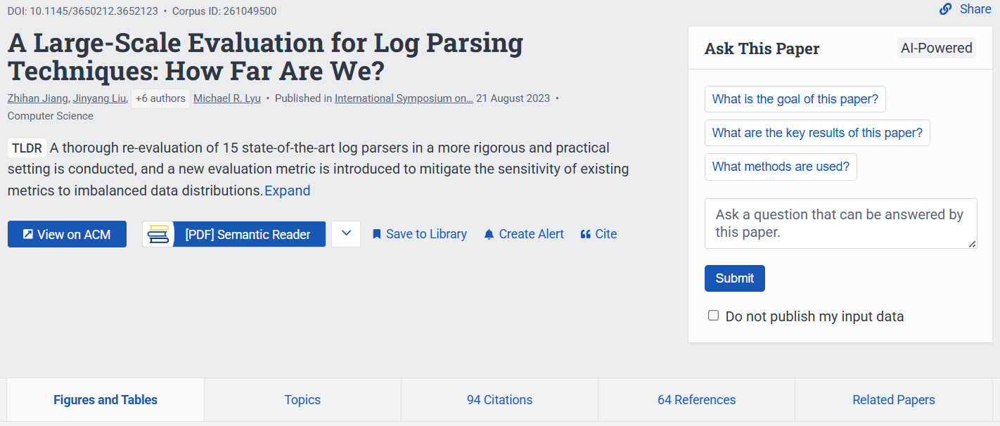 DOI: 10.1145/3650212.3652123 • Corpus ID: 261049500
Share
A Large-Scale Evaluation for Log Parsing
Techniques: How Far Are We?
Zhihan Jiang, Jinyang Liu, +6 authors Michael R. Lyu • Published in International Symposium on… 21 August 2023 •
Computer Science
TLDR A thorough re-evaluation of 15 state-of-the-art log parsers in a more rigorous and practical
setting is conducted, and a new evaluation metric is introduced to mitigate the sensitivity of existing
metrics to imbalanced data distributions.Expand
View on ACM
[PDF] Semantic Reader
Save to Library
Create Alert
Cite
Ask This Paper
AI-Powered
What is the goal of this paper?
What are the key results of this paper?
What methods are used?
Ask a question that can be answered by
this paper.
Submit
Do not publish my input data
Figures and Tables
Topics
94 Citations
64 References
Related Papers